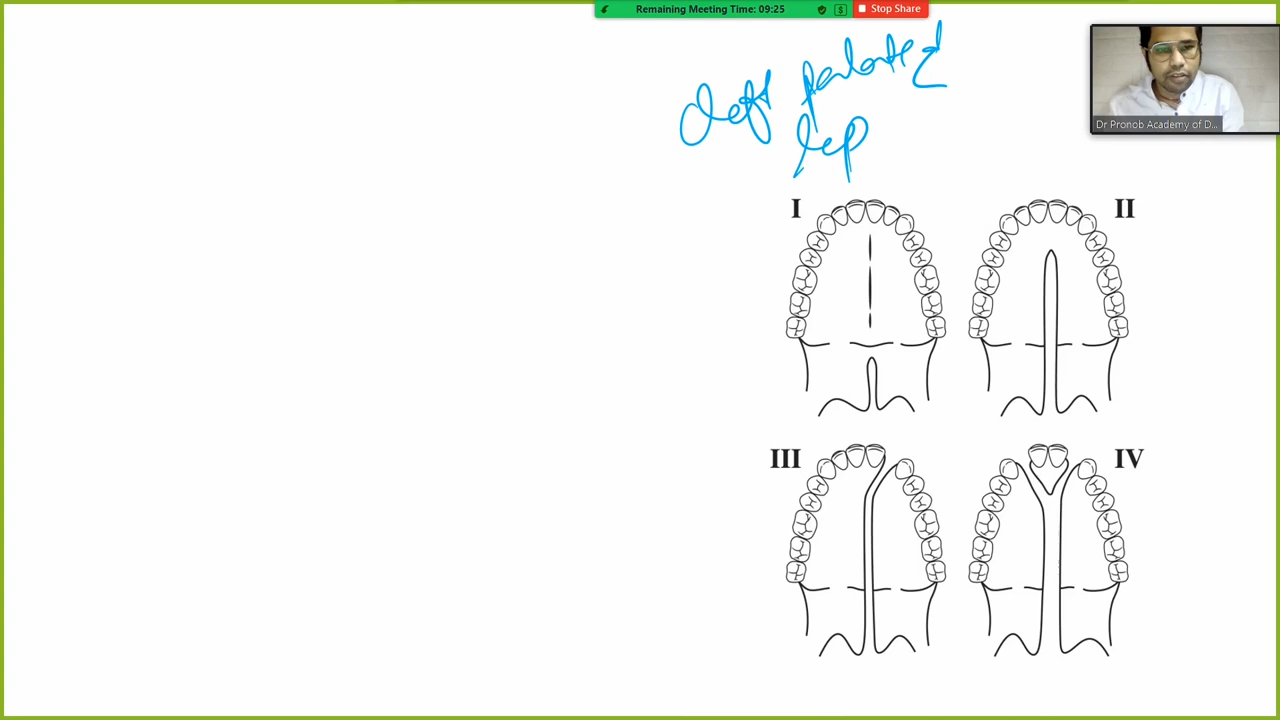 Remaining Meeting Time: 09:25
Stop Share
cleft palate &
lip
Dr Pronob Academy of D...
I
II
III
IV